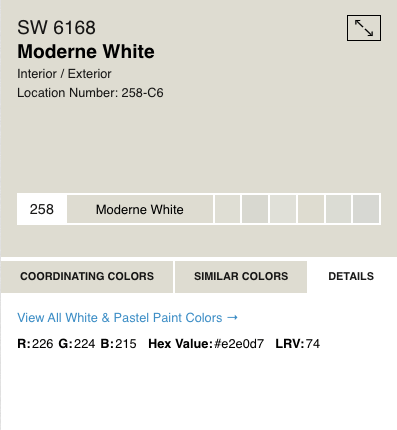 SW 6168
Moderne White
Interior / Exterior
Location Number: 258-C6
258 Moderne White
COORDINATING COLORS SIMILAR COLORS DETAILS
View All White & Pastel Paint Colors →
R:226 G:224 B:215 Hex Value:#e2e0d7 LRV:74